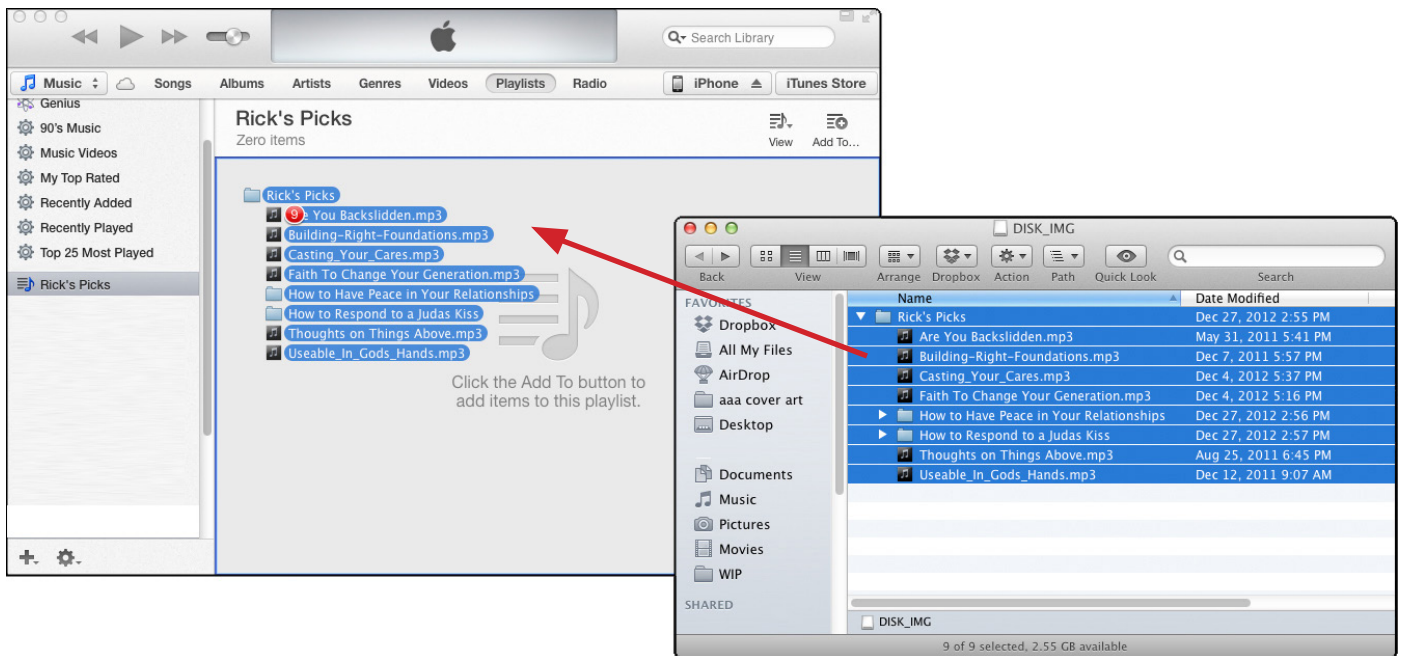 Search Library
Music Songs Albums Artists Genres Videos Playlists Radio iPhone iTunes Store
Genius
90's Music
Music Videos
My Top Rated
Recently Added
Recently Played
Top 25 Most Played
Rick's Picks
Rick's Picks
Zero items
View Add To...
Rick's Picks
9 e You Backslidden.mp3
Building-Right-Foundations.mp3
Casting_Your_Cares.mp3
Faith To Change Your Generation.mp3
How to Have Peace in Your Relationships
How to Respond to a Judas Kiss
Thoughts on Things Above.mp3
Useable_In_Gods_Hands.mp3
Click the Add To button to
add items to this playlist.
DISK_IMG
Back View Arrange Dropbox Action Path Quick Look Search
FAVORITES
Dropbox
All My Files
AirDrop
aaa cover art
Desktop
Documents
Music
Pictures
Movies
WIP
SHARED
Name Date Modified
Rick's Picks Dec 27, 2012 2:55 PM
Are You Backslidden.mp3 May 31, 2011 5:41 PM
Building-Right-Foundations.mp3 Dec 7, 2011 5:57 PM
Casting_Your_Cares.mp3 Dec 4, 2012 5:37 PM
Faith To Change Your Generation.mp3 Dec 4, 2012 5:16 PM
How to Have Peace in Your Relationships Dec 27, 2012 2:56 PM
How to Respond to a Judas Kiss Dec 27, 2012 2:57 PM
Thoughts on Things Above.mp3 Aug 25, 2011 6:45 PM
Useable_In_Gods_Hands.mp3 Dec 12, 2011 9:07 AM
DISK_IMG
9 of 9 selected, 2.55 GB available